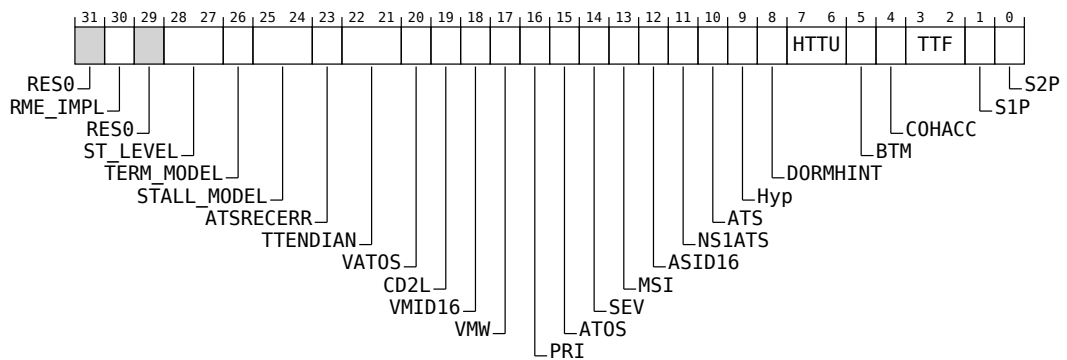 31 30 29 28 27 26 25 24 23 22 21 20 19 18 17 16 15 14 13 12 11 10 9 8 7 6 5 4 3 2 1 0
HTTU TTF
RES0 S2P
RME_IMPL S1P
RES0 COHACC
ST_LEVEL BTM
TERM_MODEL DORMHINT
STALL_MODEL Hyp
ATSRECERR ATS
TTENDIAN NS1ATS
VATOS ASID16
CD2L MSI
VMID16 SEV
VMW ATOS
PRI